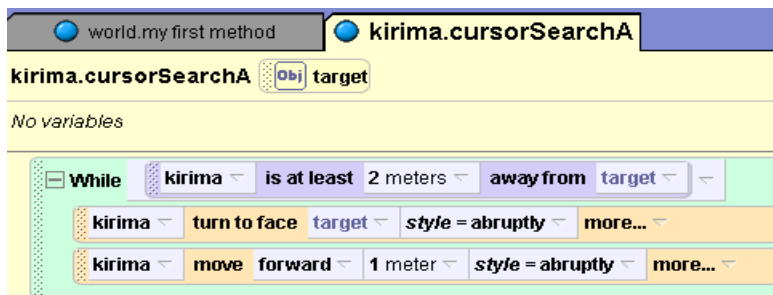 world.my first method kirima.cursorSearchA
kirima.cursorSearchA Obj target
No variables
While kirima is at least 2 meters away from target
kirima turn to face target style = abruptly more...
kirima move forward 1 meter style = abruptly more...